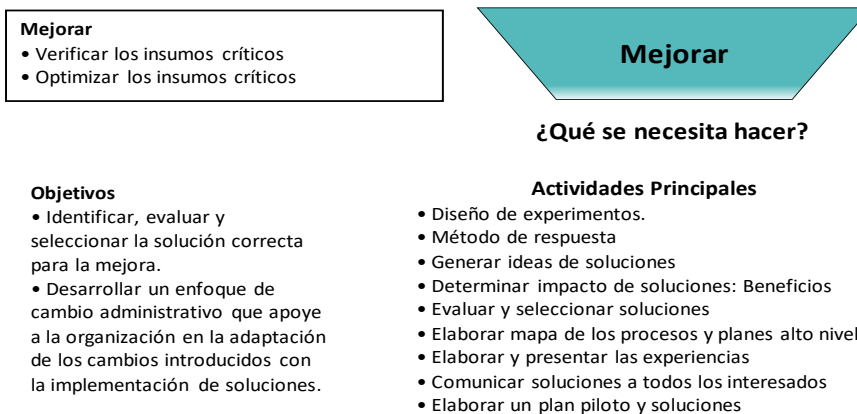 Mejorar
• Verificar los insumos críticos
• Optimizar los insumos críticos
Mejorar
¿Qué se necesita hacer?
Objetivos
• Identificar, evaluar y
seleccionar la solución correcta
para la mejora.
• Desarrollar un enfoque de
cambio administrativo que apoye
a la organización en la adaptación
de los cambios introducidos con
la implementación de soluciones.
Actividades Principales
• Diseño de experimentos.
• Método de respuesta
• Generar ideas de soluciones
• Determinar impacto de soluciones: Beneficios
• Evaluar y seleccionar soluciones
• Elaborar mapa de los procesos y planes alto nivel
• Elaborar y presentar las experiencias
• Comunicar soluciones a todos los interesados
• Elaborar un plan piloto y soluciones